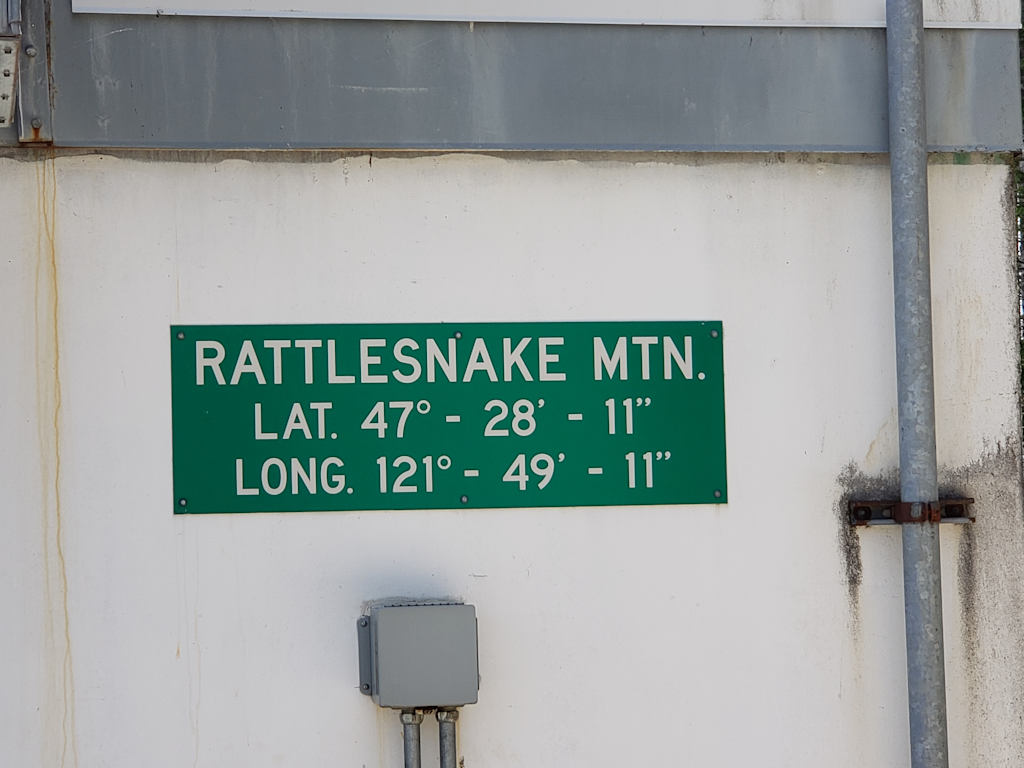 RATTLESNAKE MTN.
LAT. 47° - 28' - 11"
LONG. 121° - 49' - 11"